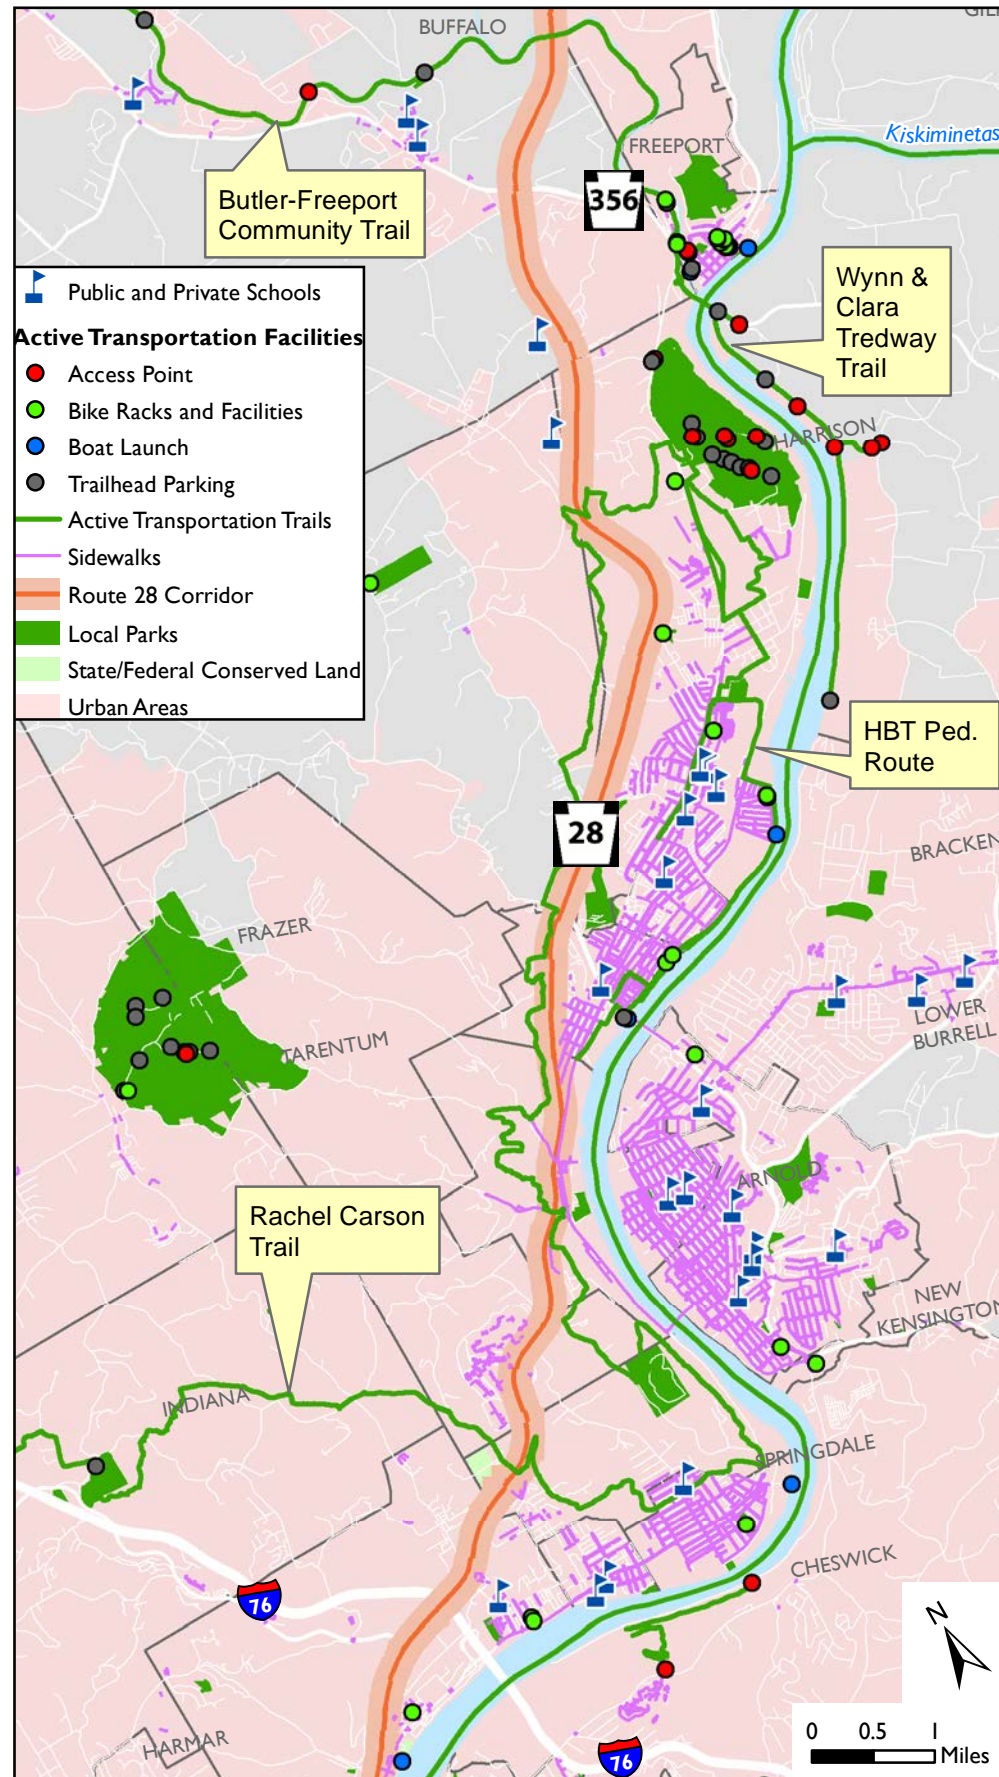 GIL
BUFFALO
Kiskiminetas
FREEPORT
356
Butler-Freeport
Community Trail
Wynn &
Clara
Tredway
Trail
Public and Private Schools
Active Transportation Facilities
Access Point
Bike Racks and Facilities
Boat Launch
Trailhead Parking
Active Transportation Trails
Sidewalks
Route 28 Corridor
Local Parks
State/Federal Conserved Land
Urban Areas
HARRISON
HBT Ped.
Route
28
BRACKEN
FRAZER
LOWER
BURRELL
TARENTUM
ARNOLD
Rachel Carson
Trail
NEW
KENSINGTON
INDIANA
SPRINGDALE
CHESWICK
76
N
HARMAR
76
0 0.5 1
Miles